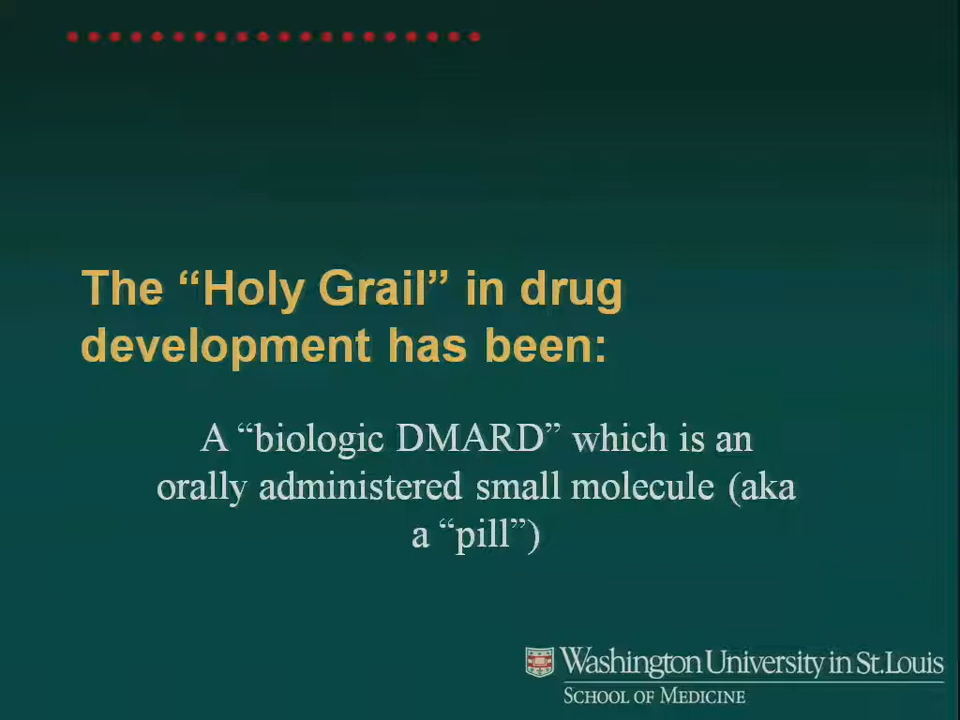 The “Holy Grail” in drug
development has been:
A “biologic DMARD” which is an
orally administered small molecule (aka
a “pill”)
Washington University in St. Louis
SCHOOL OF MEDICINE